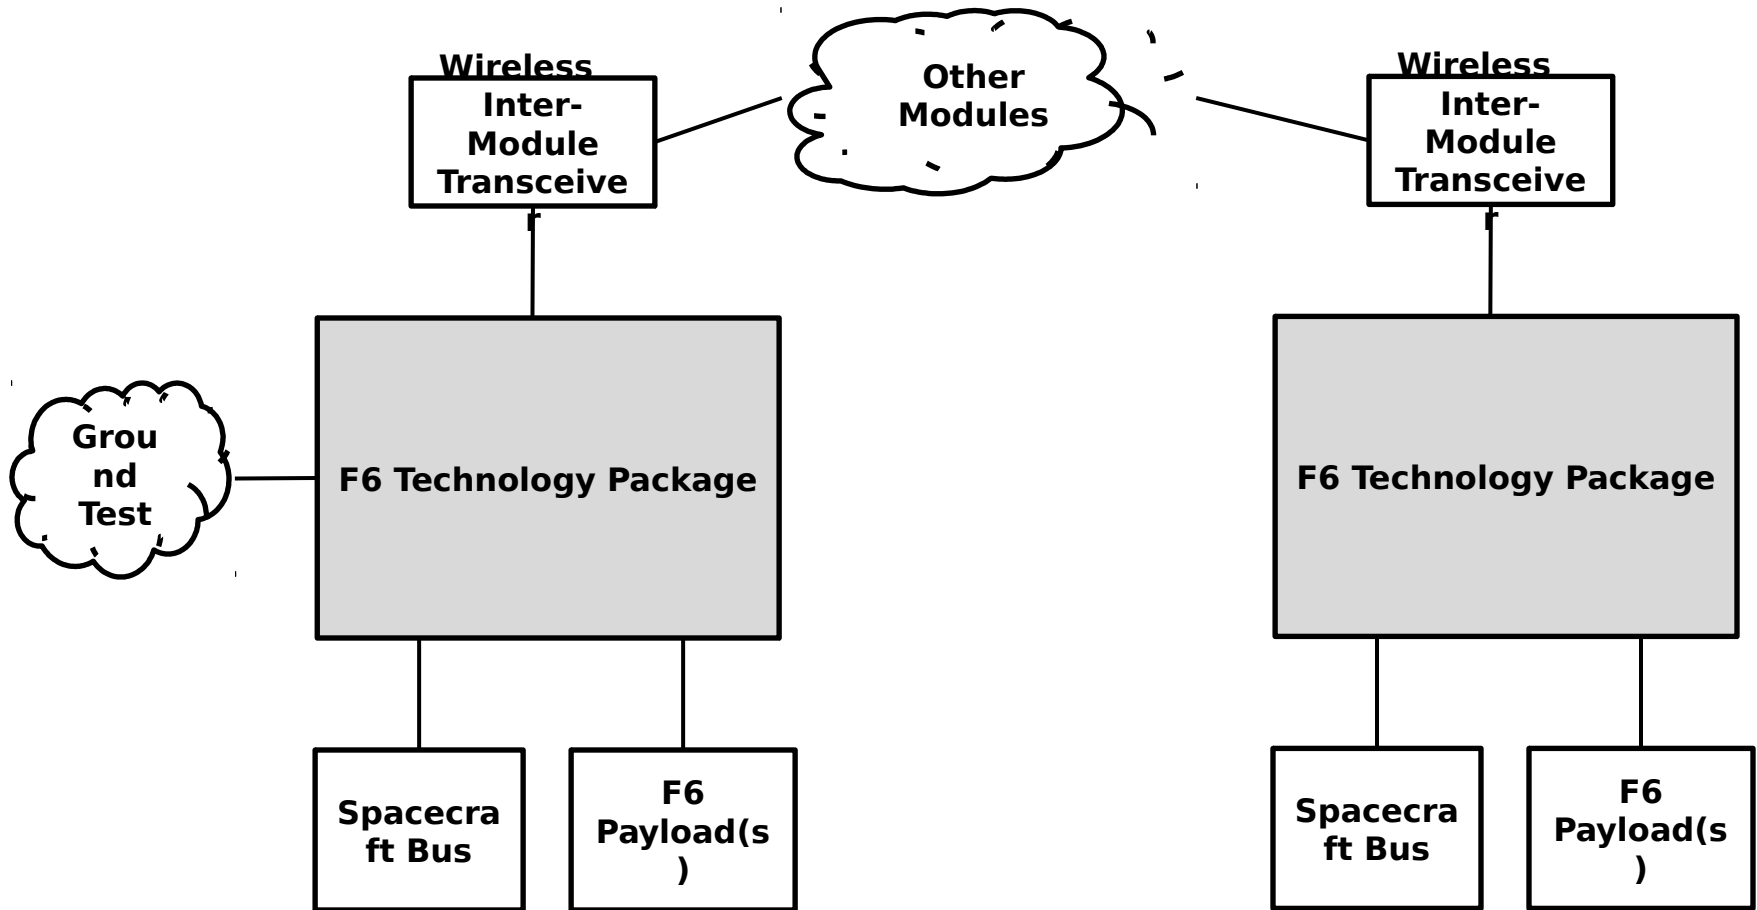 Wireless
Inter-
Module
Transceive
r
Other
Modules
Wireless
Inter-
Module
Transceive
r
Grou
nd
Test
F6 Technology Package
F6 Technology Package
Spacecra
ft Bus
F6
Payload(s
)
Spacecra
ft Bus
F6
Payload(s
)